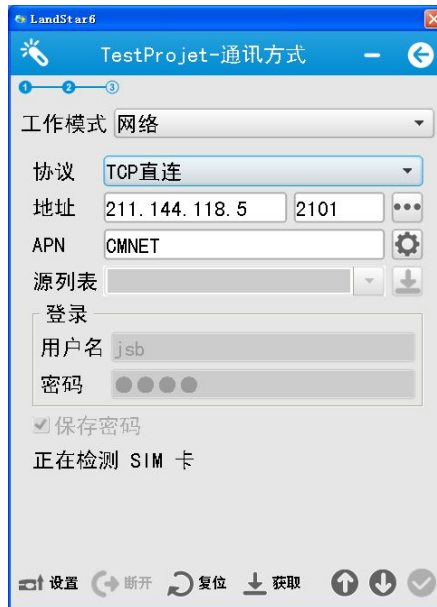 LandStar6
TestProjet-通讯方式
1 2 3
工作模式 网络
协议 TCP直连
地址 211.144.118.5 2101
APN CMNET
源列表
登录
用户名 jsb
密码 ●●●●
保存密码
正在检测 SIM 卡
设置 断开 复位 获取